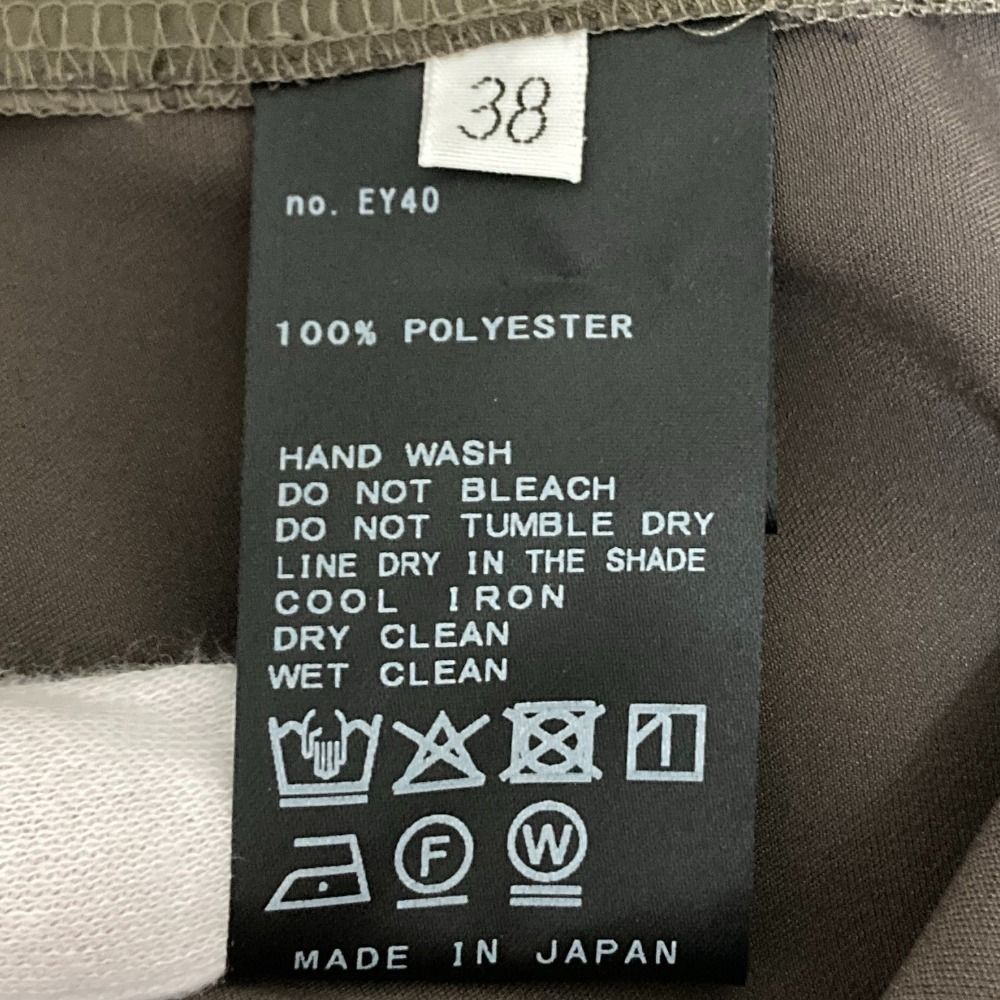 38
no. EY40
100% POLYESTER
HAND WASH
DO NOT BLEACH
DO NOT TUMBLE DRY
LINE DRY IN THE SHADE
COOL IRON
DRY CLEAN
WET CLEAN
F W
MADE IN JAPAN